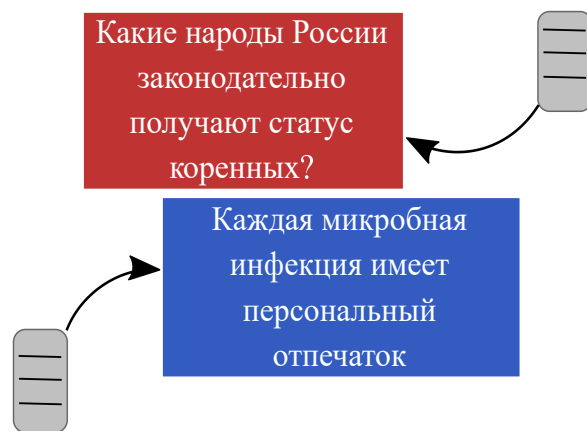 Какие народы России
законодательно
получают статус
коренных?
Каждая микробная
инфекция имеет
персональный
отпечаток